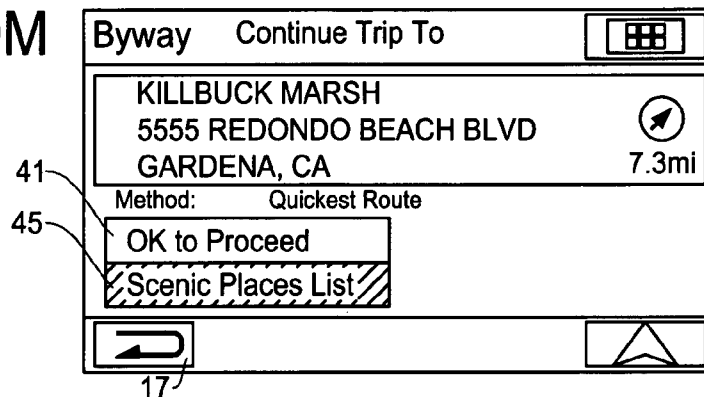 M
Byway Continue Trip To
KILLBUCK MARSH
5555 REDONDO BEACH BLVD
GARDENA, CA
7.3mi
41
Method: Quickest Route
45
OK to Proceed
Scenic Places List
17